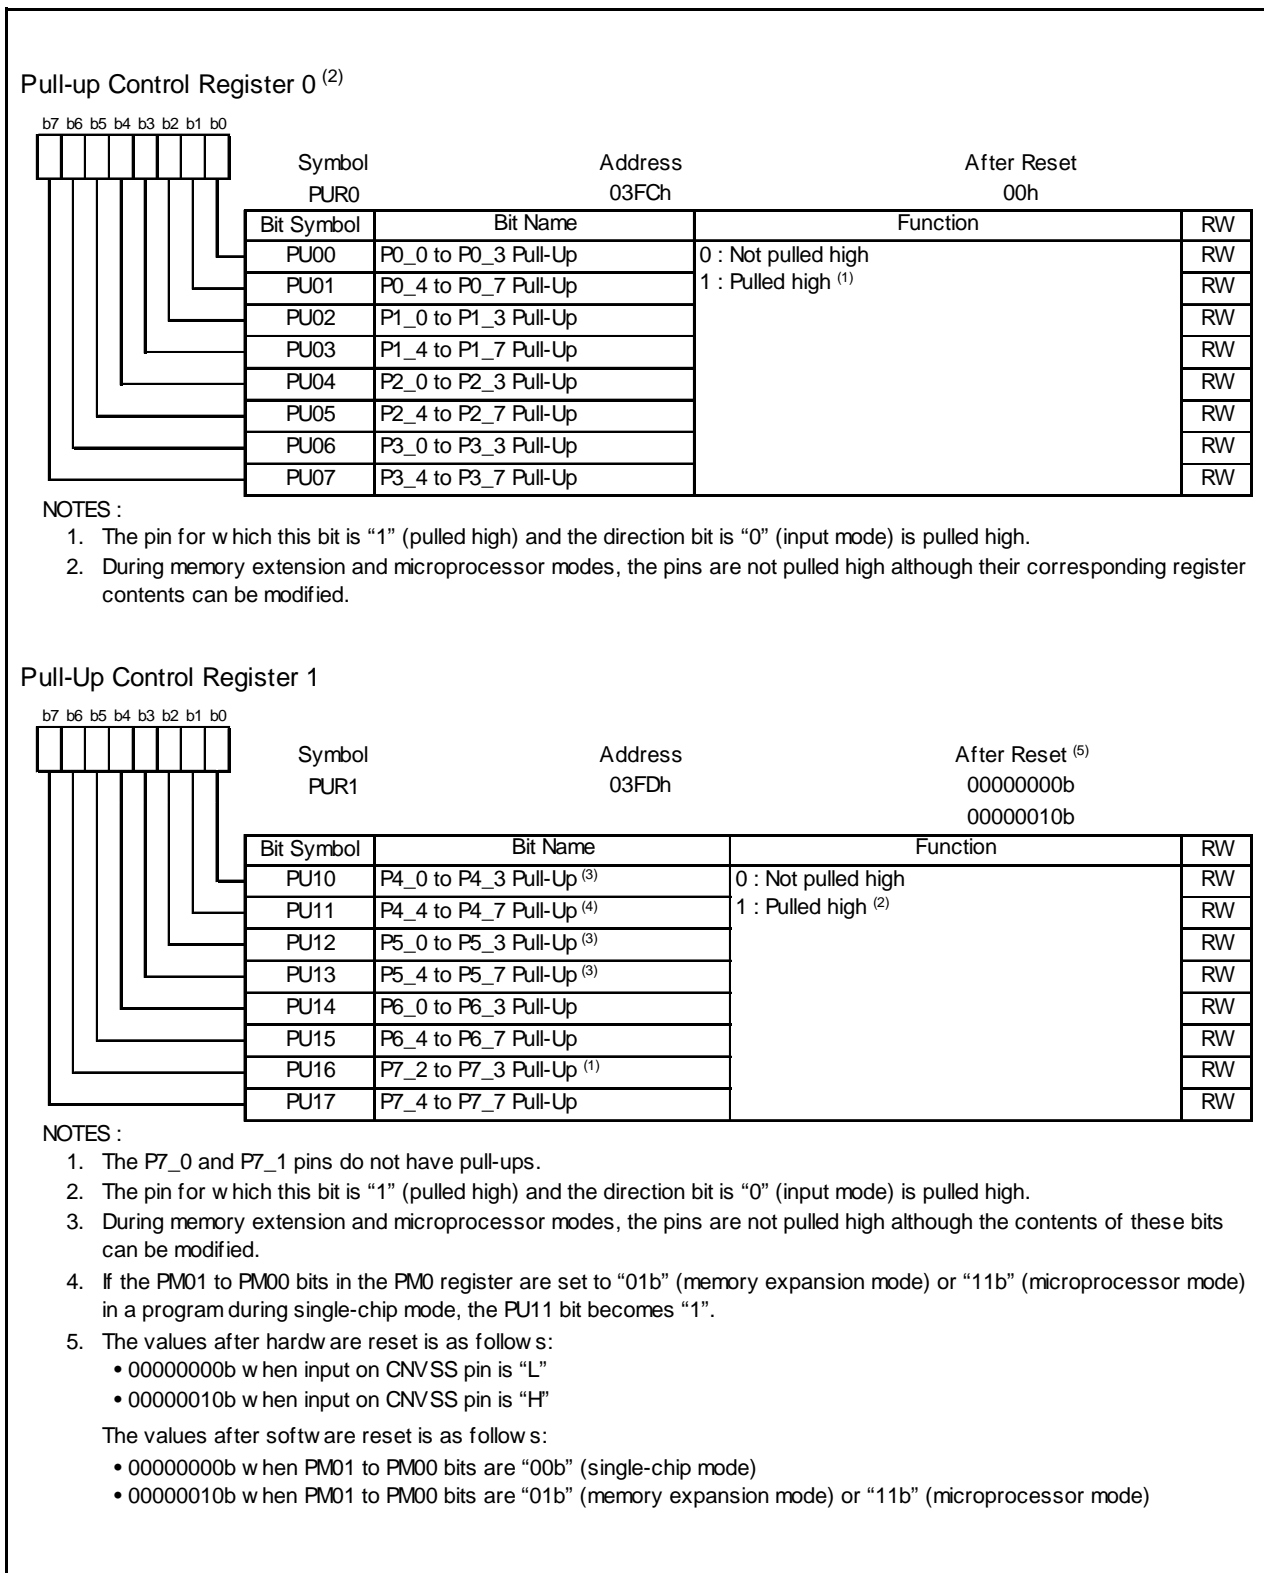 Pull-up Control Register 0 (2)
b7 b6 b5 b4 b3 b2 b1 b0
Symbol Address After Reset
PUR0 03FCh 00h
Bit Symbol Bit Name Function RW
PU00 P0_0 to P0_3 Pull-Up 0 : Not pulled high RW
PU01 P0_4 to P0_7 Pull-Up 1 : Pulled high (1) RW
PU02 P1_0 to P1_3 Pull-Up RW
PU03 P1_4 to P1_7 Pull-Up RW
PU04 P2_0 to P2_3 Pull-Up RW
PU05 P2_4 to P2_7 Pull-Up RW
PU06 P3_0 to P3_3 Pull-Up RW
PU07 P3_4 to P3_7 Pull-Up RW
NOTES :
1. The pin for which this bit is “1” (pulled high) and the direction bit is “0” (input mode) is pulled high.
2. During memory extension and microprocessor modes, the pins are not pulled high although their corresponding register
contents can be modified.
Pull-Up Control Register 1
b7 b6 b5 b4 b3 b2 b1 b0
Symbol Address After Reset (5)
PUR1 03FDh 00000000b
00000010b
Bit Symbol Bit Name Function RW
PU10 P4_0 to P4_3 Pull-Up (3) 0 : Not pulled high RW
PU11 P4_4 to P4_7 Pull-Up (4) 1 : Pulled high (2) RW
PU12 P5_0 to P5_3 Pull-Up (3) RW
PU13 P5_4 to P5_7 Pull-Up (3) RW
PU14 P6_0 to P6_3 Pull-Up RW
PU15 P6_4 to P6_7 Pull-Up RW
PU16 P7_2 to P7_3 Pull-Up (1) RW
PU17 P7_4 to P7_7 Pull-Up RW
NOTES :
1. The P7_0 and P7_1 pins do not have pull-ups.
2. The pin for which this bit is “1” (pulled high) and the direction bit is “0” (input mode) is pulled high.
3. During memory extension and microprocessor modes, the pins are not pulled high although the contents of these bits
can be modified.
4. If the PM01 to PM00 bits in the PM0 register are set to “01b” (memory expansion mode) or “11b” (microprocessor mode)
in a program during single-chip mode, the PU11 bit becomes “1”.
5. The values after hardware reset is as follows:
• 00000000b when input on CNVSS pin is “L”
• 00000010b when input on CNVSS pin is “H”
The values after software reset is as follows:
• 00000000b when PM01 to PM00 bits are “00b” (single-chip mode)
• 00000010b when PM01 to PM00 bits are “01b” (memory expansion mode) or “11b” (microprocessor mode)